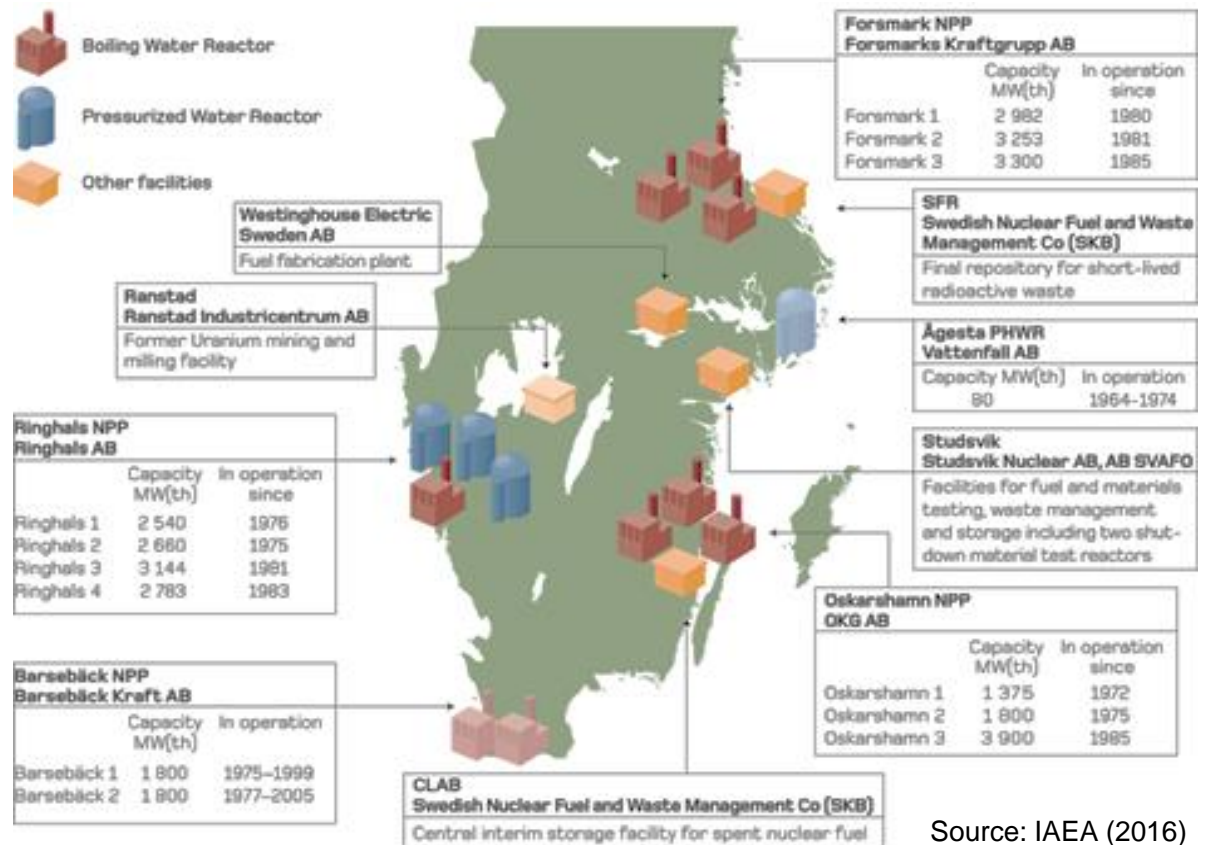 Boiling Water Reactor
Pressurized Water Reactor
Other facilities
Forsmark NPP
Forsmarks Kraftgrupp AB
Capacity In operation
MW(th) since
Forsmark 1 2 982 1980
Forsmark 2 3 253 1981
Forsmark 3 3 300 1985
SFR
Swedish Nuclear Fuel and Waste
Management Co (SKB)
Final repository for short-lived
radioactive waste
Westinghouse Electric
Sweden AB
Fuel fabrication plant
Ranstad
Ranstad Industricentrum AB
Former Uranium mining and
milling facility
Ågesta PHWR
Vattenfall AB
Capacity MW(th) In operation
80 1964-1974
Ringhals NPP
Ringhals AB
Capacity In operation
MW(th) since
Ringhals 1 2 540 1976
Ringhals 2 2 660 1975
Ringhals 3 3 144 1981
Ringhals 4 2 783 1983
Studsvik
Studsvik Nuclear AB, AB SVAFO
Facilities for fuel and materials
testing, waste management
and storage including two shut-
down material test reactors
Oskarshamn NPP
OKG AB
Capacity In operation
MW(th) since
Oskarshamn 1 1 375 1972
Oskarshamn 2 1 800 1975
Oskarshamn 3 3 900 1985
Barsebäck NPP
Barsebäck Kraft AB
Capacity In operation
MW(th)
Barsebäck 1 1 800 1975–1999
Barsebäck 2 1 800 1977–2005
CLAB
Swedish Nuclear Fuel and Waste Management Co (SKB)
Central interim storage facility for spent nuclear fuel
Source: IAEA (2016)